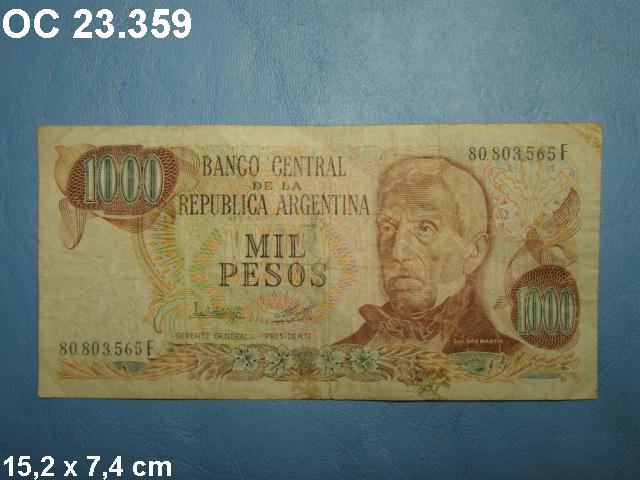 OC 23.359
1000
80.803.565 F
BANCO CENTRAL
DE LA
REPUBLICA ARGENTINA
MIL
PESOS
GERENTE GENERAL PRESIDENTE
Gral. SAN MARTIN
1000
80.803.565 F
15,2 x 7,4 cm